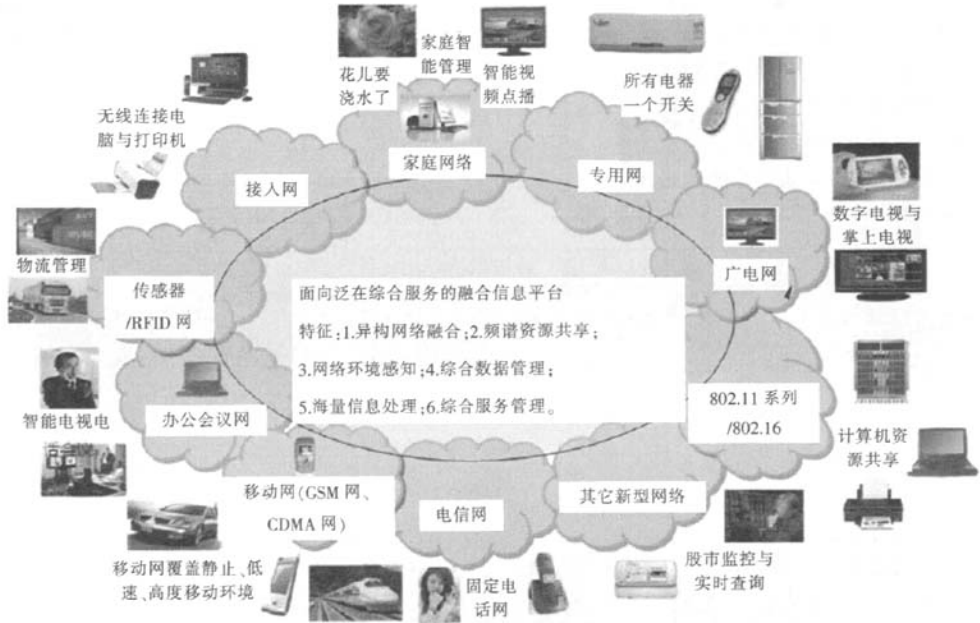 家庭智
能管理
花儿要
浇水了
智能视
频点播
所有电器
一个开关
无线连接电
脑与打印机
家庭网络
接入网
专用网
数字电视与
掌上电视
物流管理
广电网
传感器
/RFID 网
面向泛在综合服务的融合信息平台
特征:1.异构网络融合;2.频谱资源共享;
3.网络环境感知;4.综合数据管理;
5.海量信息处理;6.综合服务管理。
802.11 系列
/802.16
智能电视电
话会议
办公会议网
计算机资
源共享
移动网(GSM 网、
CDMA 网)
电信网
其它新型网络
移动网覆盖静止、低
速、高度移动环境
固定电
话网
股市监控与
实时查询